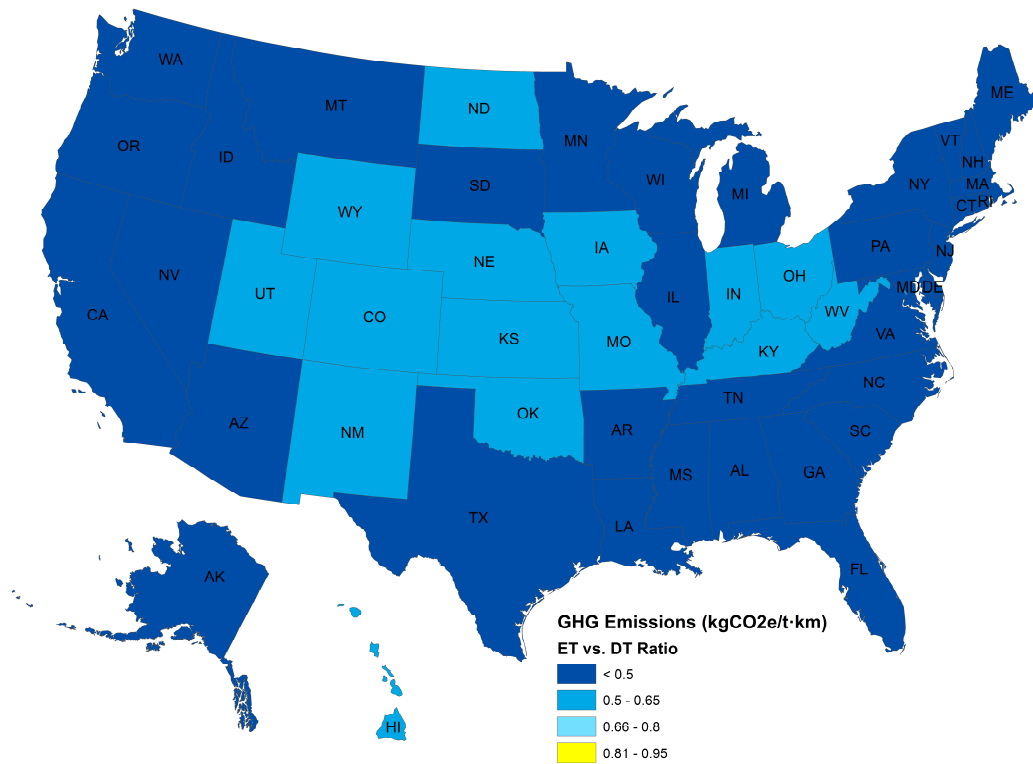 WA
MT
ND
MN
ME
OR
ID
SD
WI
MI
VT
NH
NY
MA
CT
RI
WY
NE
IA
PA
NJ
NV
UT
CO
KS
IL
IN
OH
MD
DE
CA
MO
WV
VA
KY
AZ
NM
OK
AR
TN
NC
SC
TX
LA
MS
AL
GA
FL
AK
HI
GHG Emissions (kgCO2e/t·km)
ET vs. DT Ratio
< 0.5
0.5 - 0.65
0.66 - 0.8
0.81 - 0.95